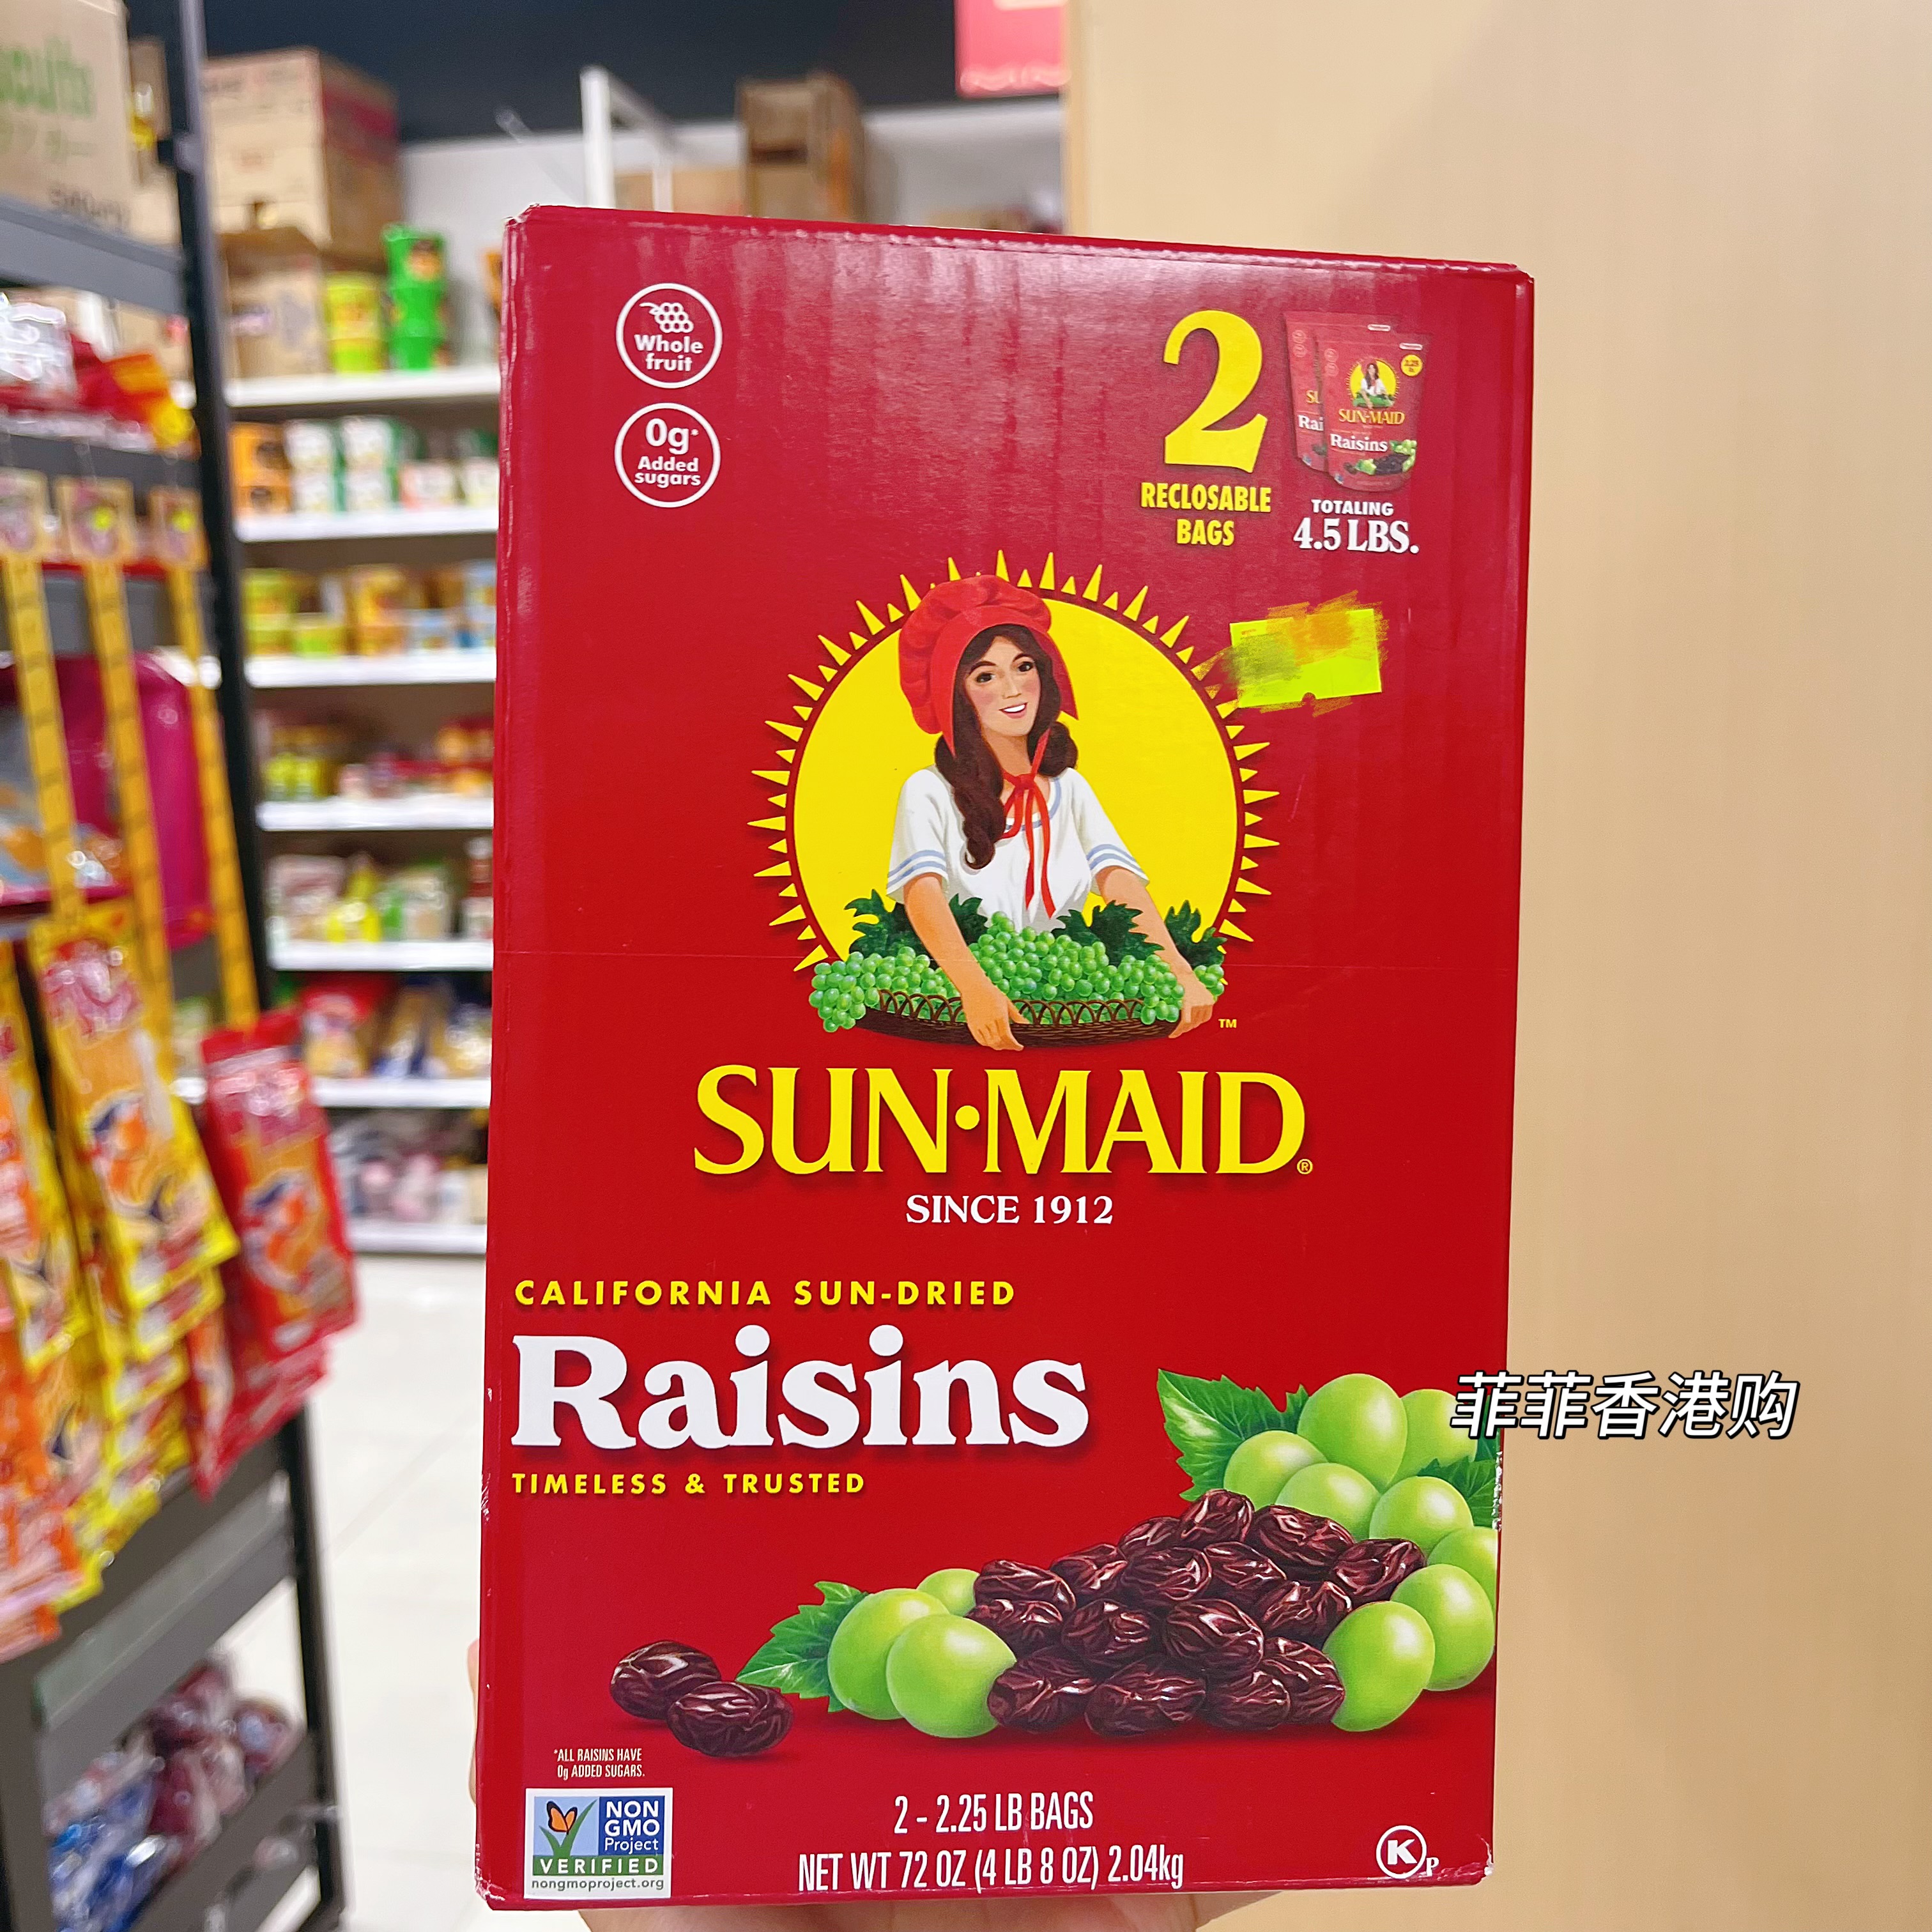 Whole
fruit
0g*
Added
sugars
2
RECLOSABLE
BAGS
SUN-MAID
Raisins
TOTALING
4.5 LBS.
TM
SUN•MAID®
SINCE 1912
CALIFORNIA SUN-DRIED
Raisins
TIMELESS & TRUSTED
菲菲香港购
*ALL RAISINS HAVE
0g ADDED SUGARS.
NON
GMO
Project
VERIFIED
nongmoproject.org
2 - 2.25 LB BAGS
NET WT 72 OZ (4 LB 8 OZ) 2.04kg
K
P